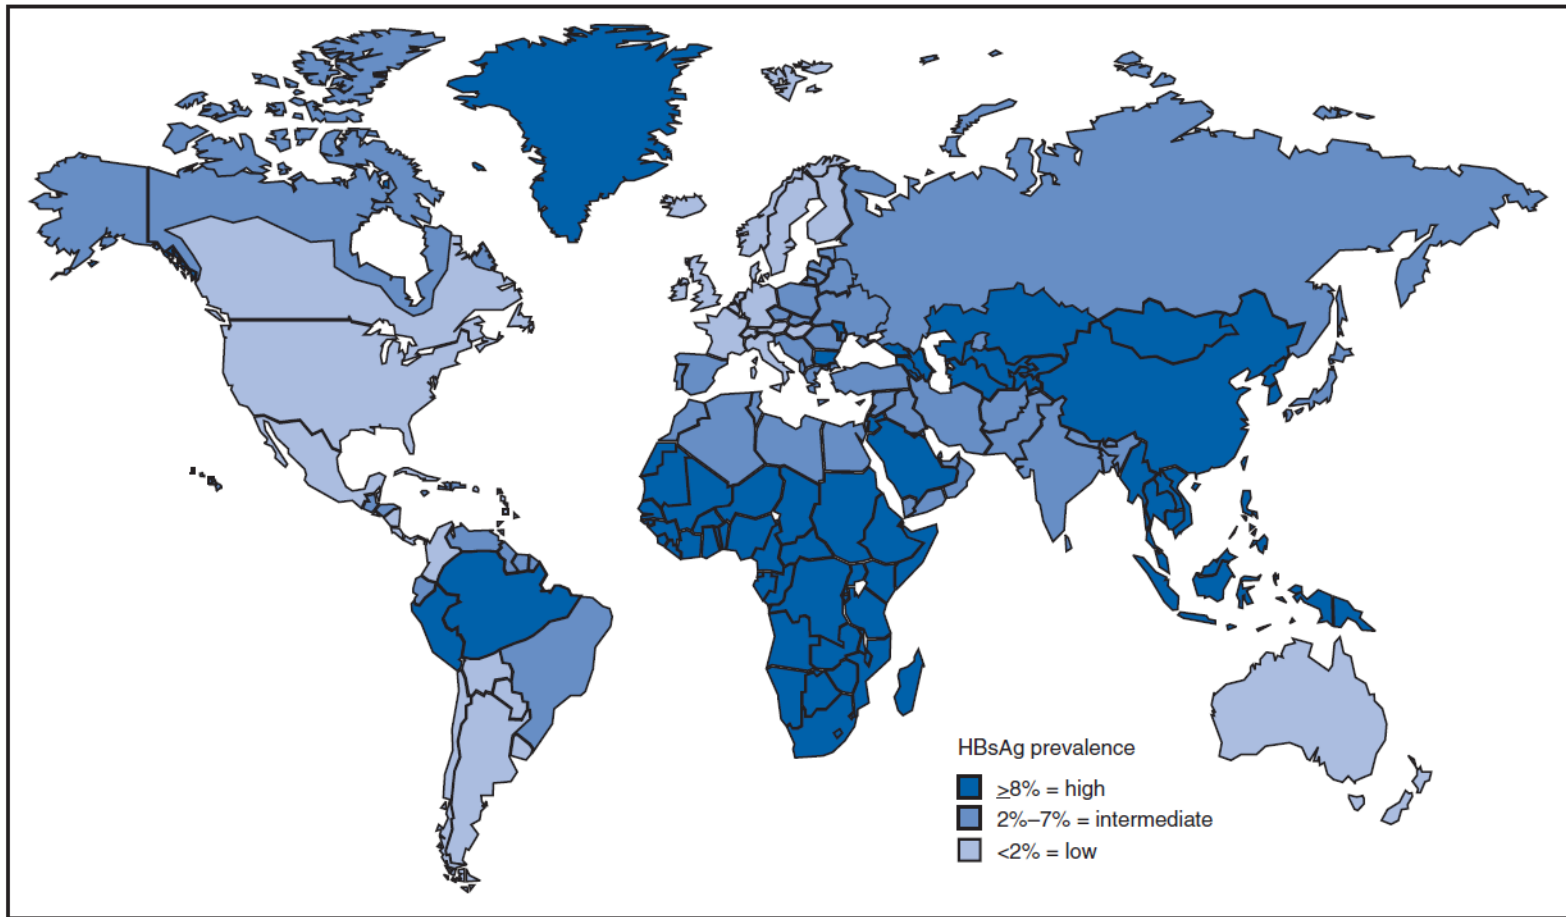 HBsAg prevalence
≥8% = high
2%–7% = intermediate
<2% = low